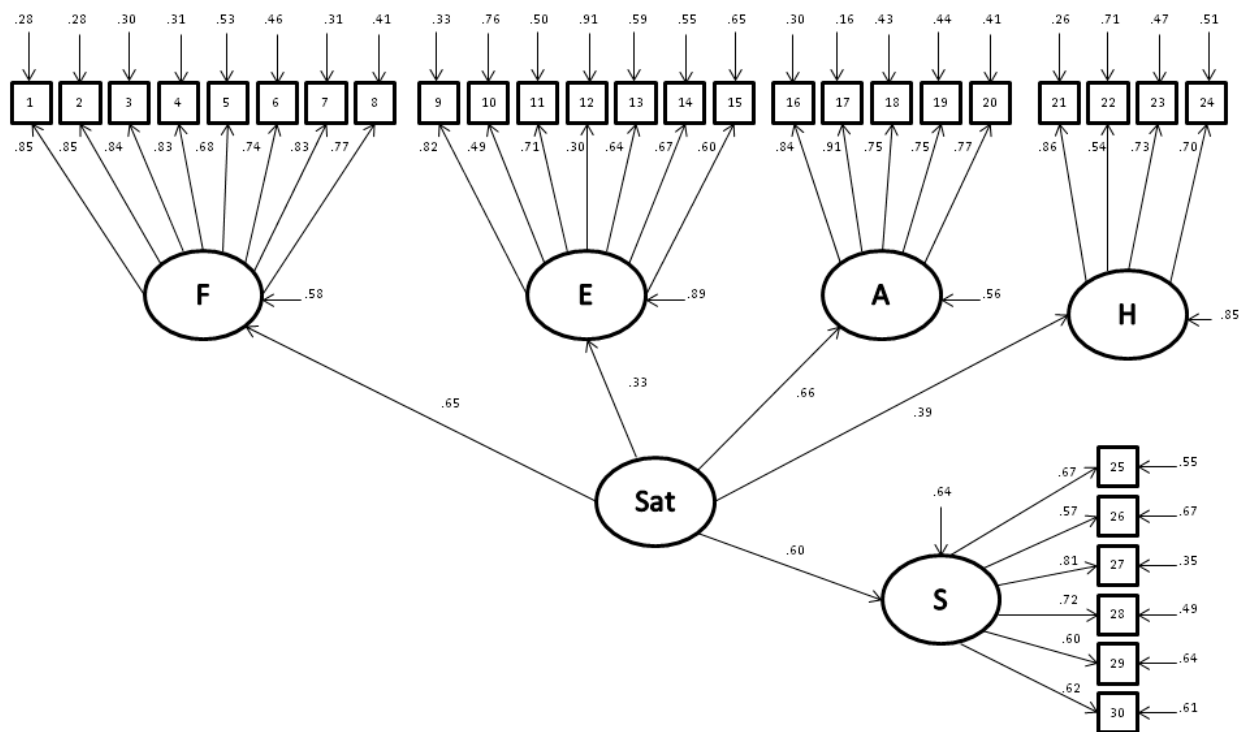 .28 .28 .30 .31 .53 .46 .31 .41 .33 .76 .50 .91 .59 .55 .65 .30 .16 .43 .44 .41 .26 .71 .47 .51
1 2 3 4 5 6 7 8 9 10 11 12 13 14 15 16 17 18 19 20 21 22 23 24
.85 .85 .84 .83 .68 .74 .83 .77 .82 .49 .71 .30 .64 .67 .60 .84 .91 .75 .75 .77 .86 .54 .73 .70
F .58 E .89 A .56 H .85
.65 .33 .66 .39
Sat
.60
.64
S
.67 25 .55
.57 26 .67
.81 27 .35
.72 28 .49
.60 29 .64
.62 30 .61